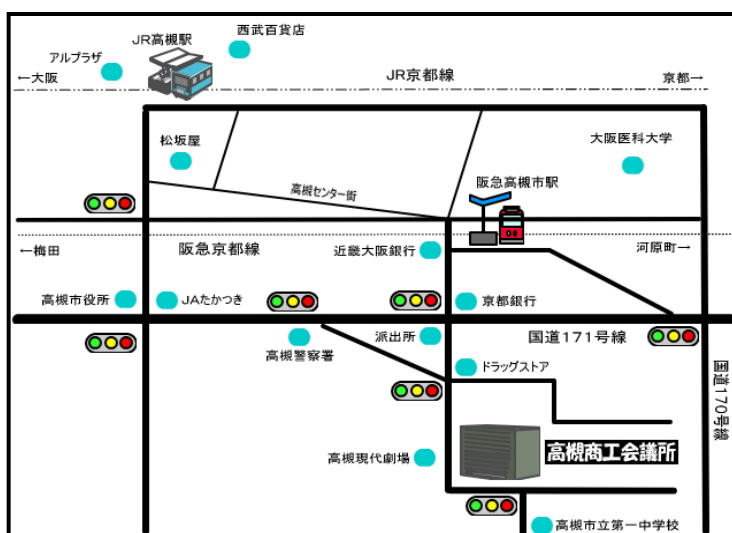 西武百貨店
JR高槻駅
アルプラザ
←大阪
JR京都線
京都→
松坂屋
大阪医科大学
阪急高槻市駅
高槻センター街
←梅田
阪急京都線
近畿大阪銀行
河原町→
高槻市役所
JAたかつき
京都銀行
派出所
国道171号線
高槻警察署
ドラッグストア
国道170号線
高槻商工会議所
高槻現代劇場
高槻市立第一中学校